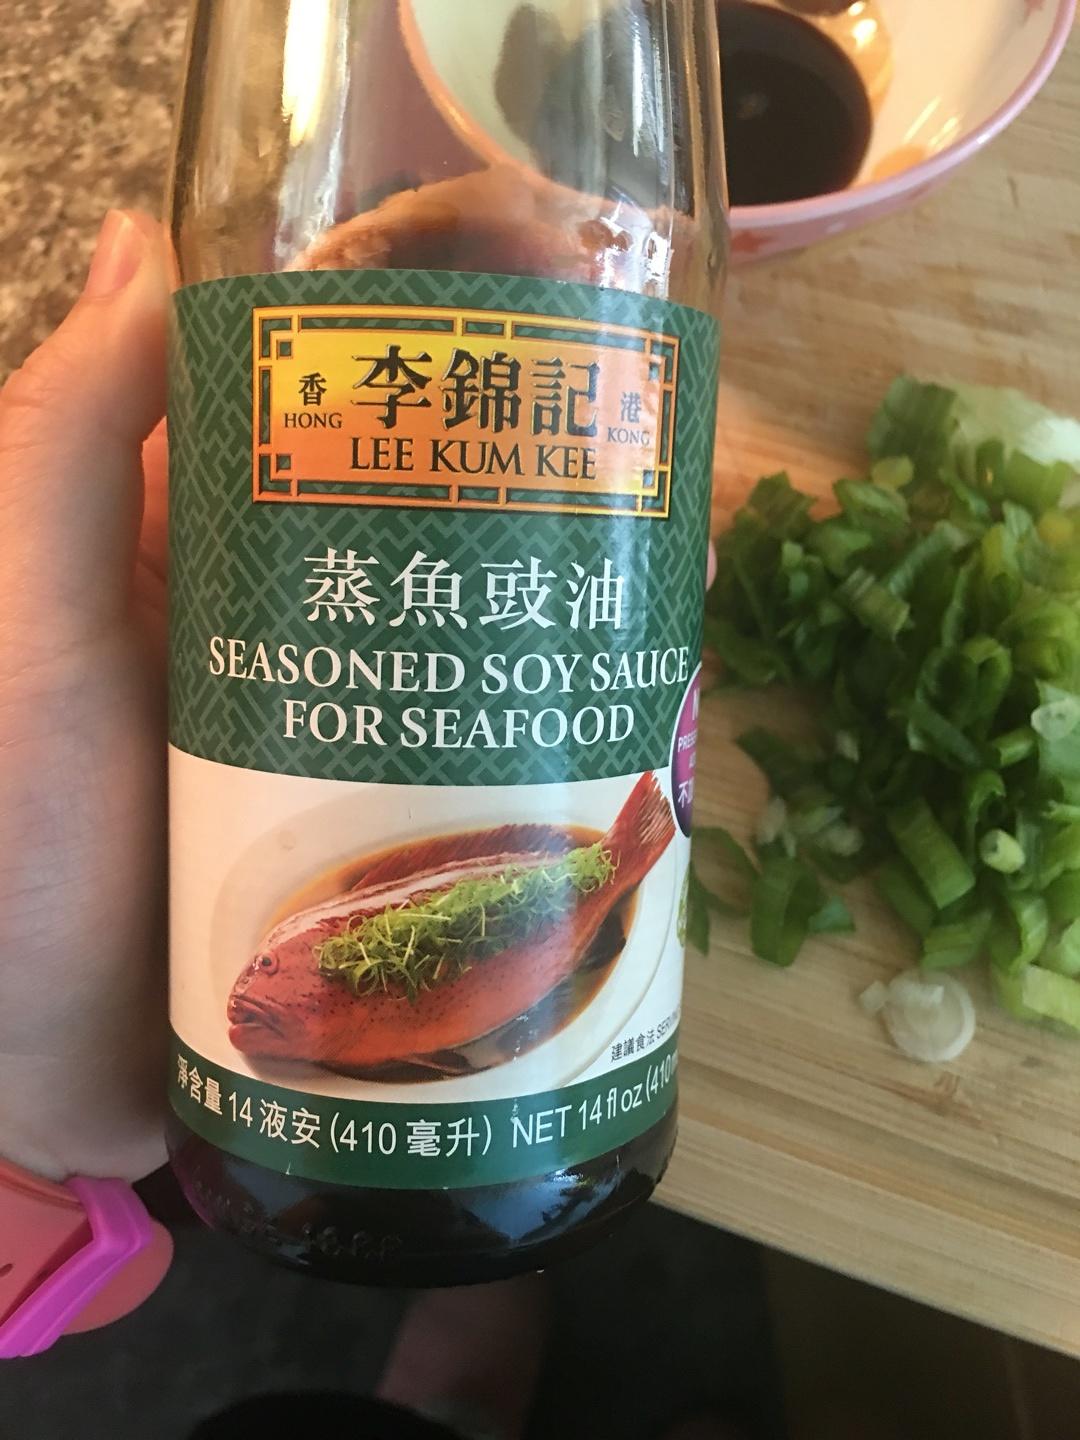 香 李錦記 港
HONG LEE KUM KEE KONG
蒸魚豉油
SEASONED SOY SAUCE
FOR SEAFOOD
建議食法
淨含量 14 液安 (410 毫升) NET 14 fl oz (410